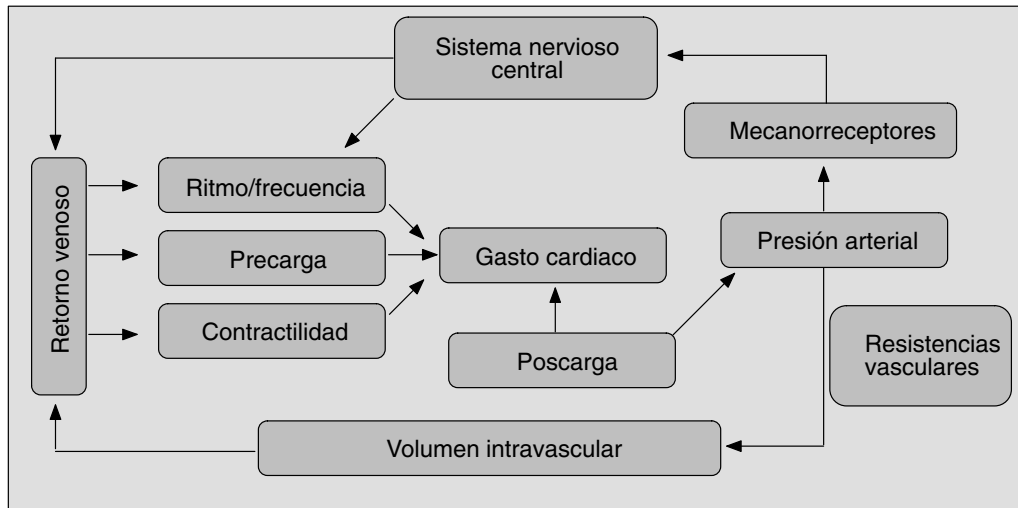 Sistema nervioso
central
Mecanorreceptores
Retorno venoso
Ritmo/frecuencia
Precarga
Gasto cardiaco
Presión arterial
Contractilidad
Poscarga
Resistencias
vasculares
Volumen intravascular